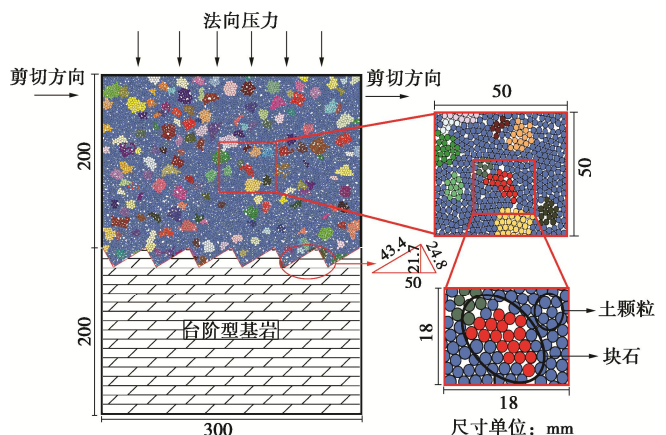 法向压力
剪切方向
剪切方向
200
200
300
台阶型基岩
43.4
21.7
24.8
50
50
50
18
18
土颗粒
块石
尺寸单位：mm